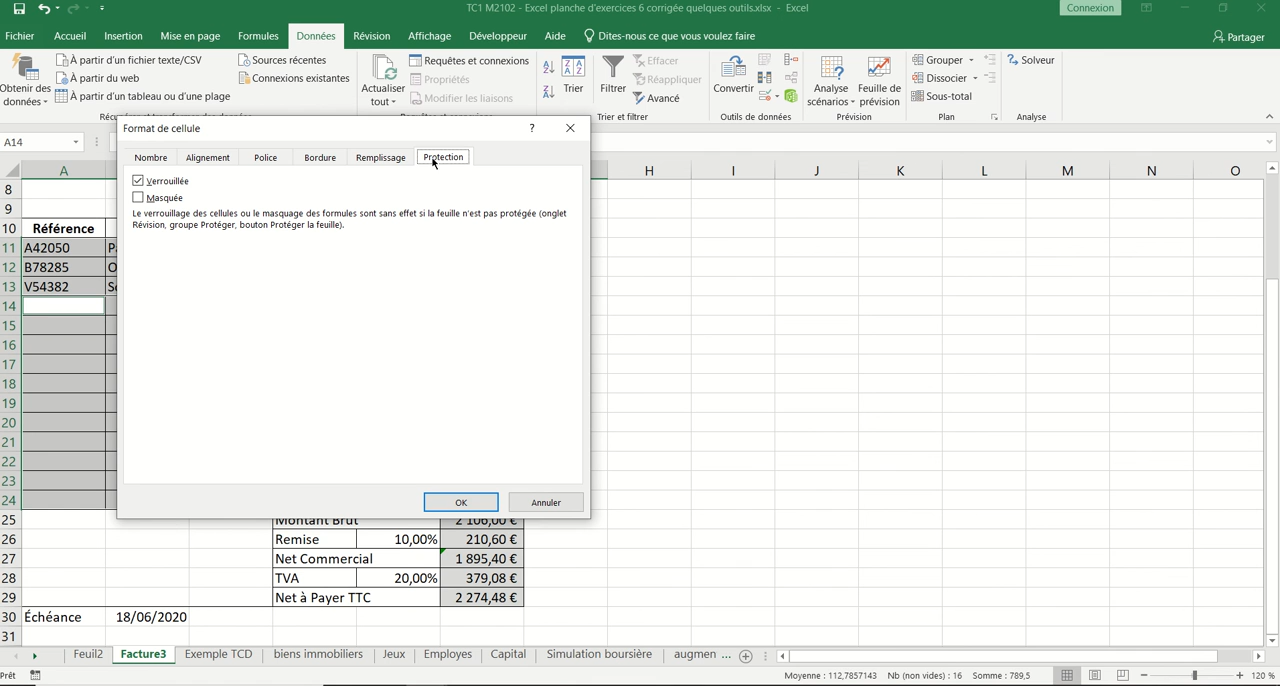 TC1 M2102 - Excel planche d'exercices 6 corrigée quelques outils.xlsx - Excel
Connexion
Fichier Accueil Insertion Mise en page Formules Données Révision Affichage Développeur Aide Dites-nous ce que vous voulez faire Partager
Obtenir des données
À partir d'un fichier texte/CSV
À partir du web
À partir d'un tableau ou d'une plage
Sources récentes
Connexions existantes
Actualiser tout
Requêtes et connexions
Propriétés
Modifier les liaisons
Trier
Filtrer
Effacer
Réappliquer
Avancé
Convertir
Analyse scénarios
Feuille de prévision
Grouper
Dissocier
Sous-total
Solveur
Trier et filtrer
Outils de données
Prévision
Plan
Analyse
A14
Format de cellule ?
Nombre Alignement Police Bordure Remplissage Protection
Verrouillée
Masquée
Le verrouillage des cellules ou le masquage des formules sont sans effet si la feuille n'est pas protégée (onglet
Révision, groupe Protéger, bouton Protéger la feuille).
OK Annuler
A H I J K L M N O
8
9
10 Référence
11 A42050
12 B78285
13 V54382
14
15
16
17
18
19
20
21
22
23
24
25 Montant Brut 2 106,00 €
26 Remise 10,00% 210,60 €
27 Net Commercial 1 895,40 €
28 TVA 20,00% 379,08 €
29 Net à Payer TTC 2 274,48 €
30 Échéance 18/06/2020
31
Feuil2 Facture3 Exemple TCD biens immobiliers Jeux Employes Capital Simulation boursière augmen ...
Prêt Moyenne : 112,7857143 Nb (non vides) : 16 Somme : 789,5 120 %